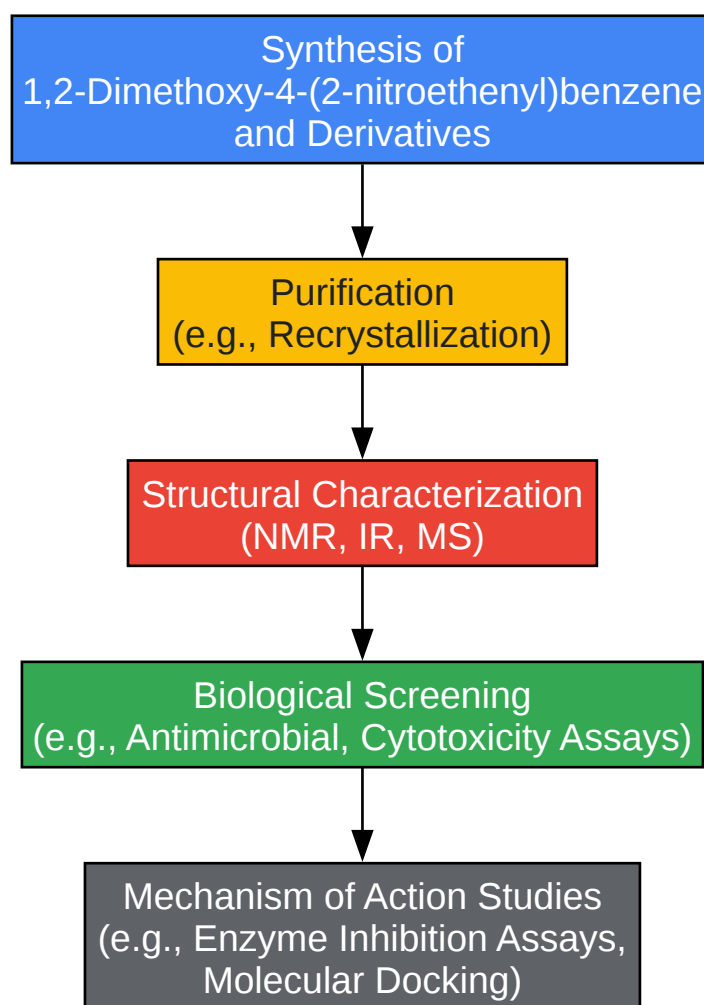 Synthesis of
1,2-Dimethoxy-4-(2-nitroethenyl)benzene
and Derivatives
Purification
(e.g., Recrystallization)
Structural Characterization
(NMR, IR, MS)
Biological Screening
(e.g., Antimicrobial, Cytotoxicity Assays)
Mechanism of Action Studies
(e.g., Enzyme Inhibition Assays,
Molecular Docking)